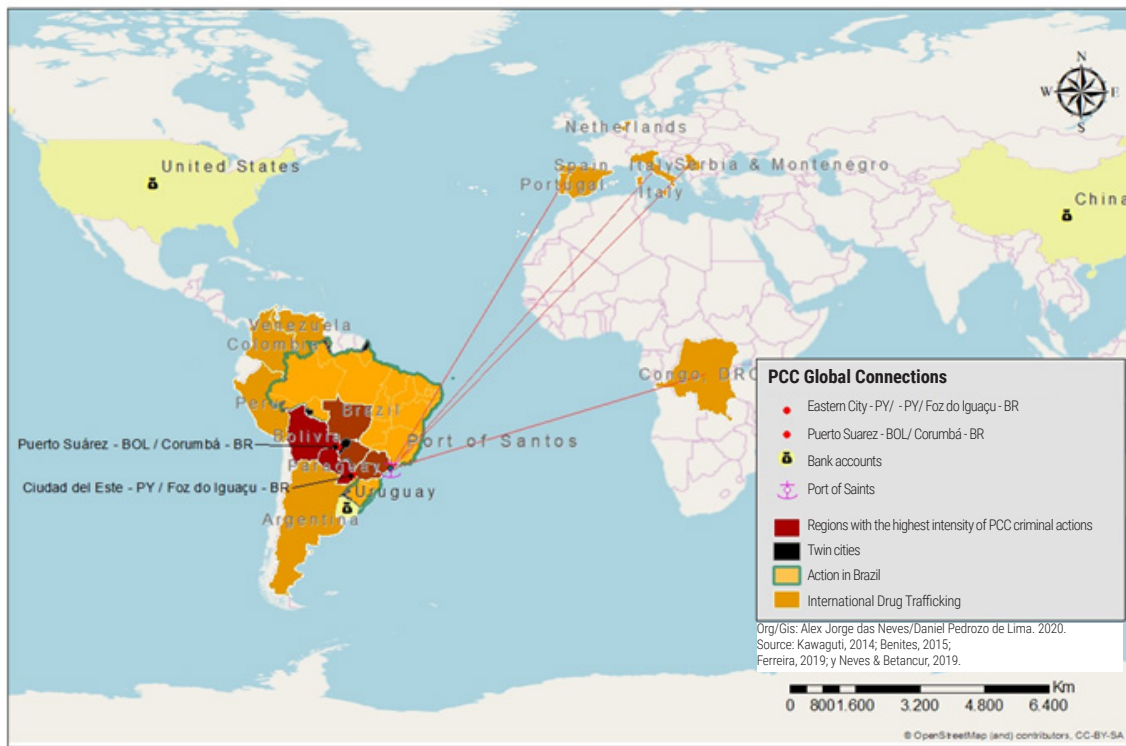 N
W E
S
Netherlands
United States
Spain
Italy
Serbia & Montenegro
Portugal
Italy
China
Venezuela
Colombia
Congo, DRC
Peru
Brazil
Puerto Suárez - BOL / Corumbá - BR
Bolivia
Port of Santos
Paraguay
Ciudad del Este - PY / Foz do Iguaçu - BR
Uruguay
Argentina
PCC Global Connections
Eastern City - PY/ - PY/ Foz do Iguaçu - BR
Puerto Suarez - BOL/ Corumbá - BR
Bank accounts
Port of Saints
Regions with the highest intensity of PCC criminal actions
Twin cities
Action in Brazil
International Drug Trafficking
Org/Gis: Alex Jorge das Neves/Daniel Pedrozo de Lima. 2020.
Source: Kawaguti, 2014; Benites, 2015;
Ferreira, 2019; y Neves & Betancur, 2019.
Km
0 800 1.600 3.200 4.800 6.400
© OpenStreetMap (and) contributors, CC-BY-SA